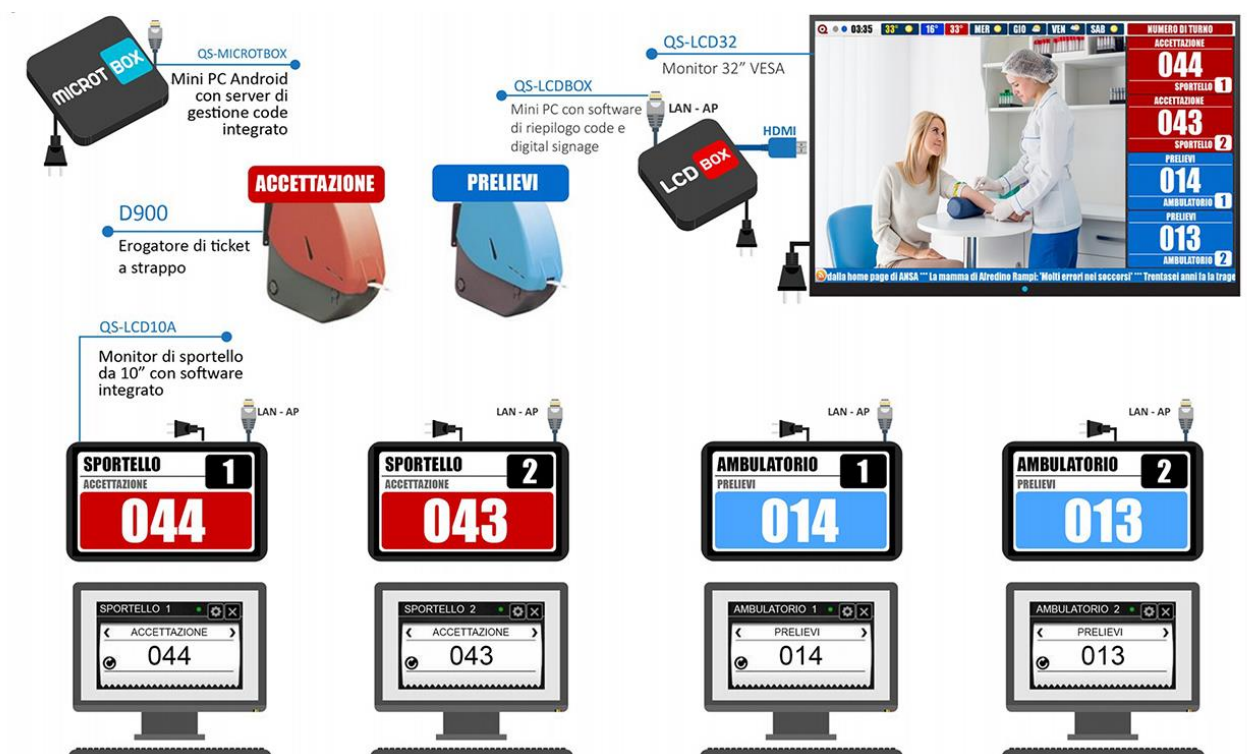 MICROT BOX
QS-MICROTBOX
Mini PC Android
con server di
gestione code
integrato
QS-LCDBOX
Mini PC con software
di riepilogo code e
digital signage
LAN - AP
LCD BOX
HDMI
QS-LCD32
Monitor 32” VESA
03:35 33° 16° 33° MER GIO VEN SAB
NUMERO DI TURNO
ACCETTAZIONE
044
SPORTELLO 1
ACCETTAZIONE
043
SPORTELLO 2
PRELIEVI
014
AMBULATORIO 1
PRELIEVI
013
AMBULATORIO 2
dalla home page di ANSA *** La mamma di Alfredino Rampi: 'Molti errori nei soccorsi' *** Trentasei anni fa la trage
D900
Erogatore di ticket
a strappo
ACCETTAZIONE
PRELIEVI
QS-LCD10A
Monitor di sportello
da 10” con software
integrato
LAN - AP
SPORTELLO 1
ACCETTAZIONE
044
LAN - AP
SPORTELLO 2
ACCETTAZIONE
043
LAN - AP
AMBULATORIO 1
PRELIEVI
014
LAN - AP
AMBULATORIO 2
PRELIEVI
013
SPORTELLO 1
ACCETTAZIONE
044
SPORTELLO 2
ACCETTAZIONE
043
AMBULATORIO 1
PRELIEVI
014
AMBULATORIO 2
PRELIEVI
013